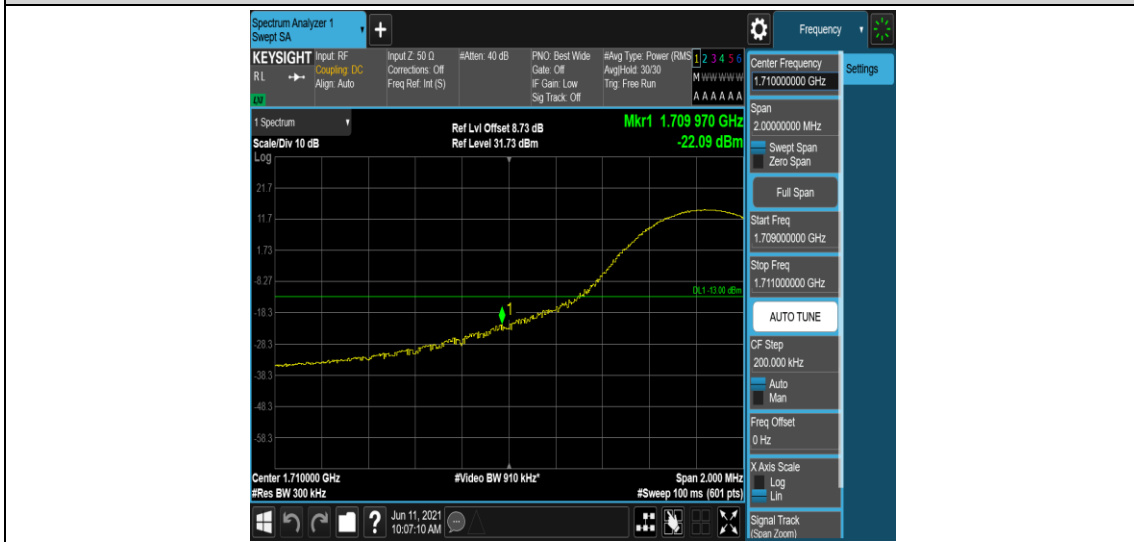 Spectrum Analyzer 1
Swept SA
+
Frequency
KEYSIGHT
RL
LXI
Input: RF
Coupling: DC
Align: Auto
Input Z: 50 Ω
Corrections: Off
Freq Ref: Int (S)
#Atten: 40 dB
PNO: Best Wide
Gate: Off
IF Gain: Low
Sig Track: Off
#Avg Type: Power (RMS
Avg|Hold: 30/30
Trig: Free Run
1 2 3 4 5 6
M W W W W W
A A A A A A
1 Spectrum
Scale/Div 10 dB
Log
Ref Lvl Offset 8.73 dB
Ref Level 31.73 dBm
Mkr1 1.709 970 GHz
-22.09 dBm
21.7
11.7
1.73
-8.27
-18.3
-28.3
-38.3
-48.3
-58.3
DL1 -13.00 dBm
1
Center 1.710000 GHz
#Res BW 300 kHz
#Video BW 910 kHz*
Span 2.000 MHz
#Sweep 100 ms (601 pts)
?
Jun 11, 2021
10:07:10 AM
Center Frequency
1.710000000 GHz
Settings
Span
2.00000000 MHz
Swept Span
Zero Span
Full Span
Start Freq
1.709000000 GHz
Stop Freq
1.711000000 GHz
AUTO TUNE
CF Step
200.000 kHz
Auto
Man
Freq Offset
0 Hz
X Axis Scale
Log
Lin
Signal Track
(Span Zoom)